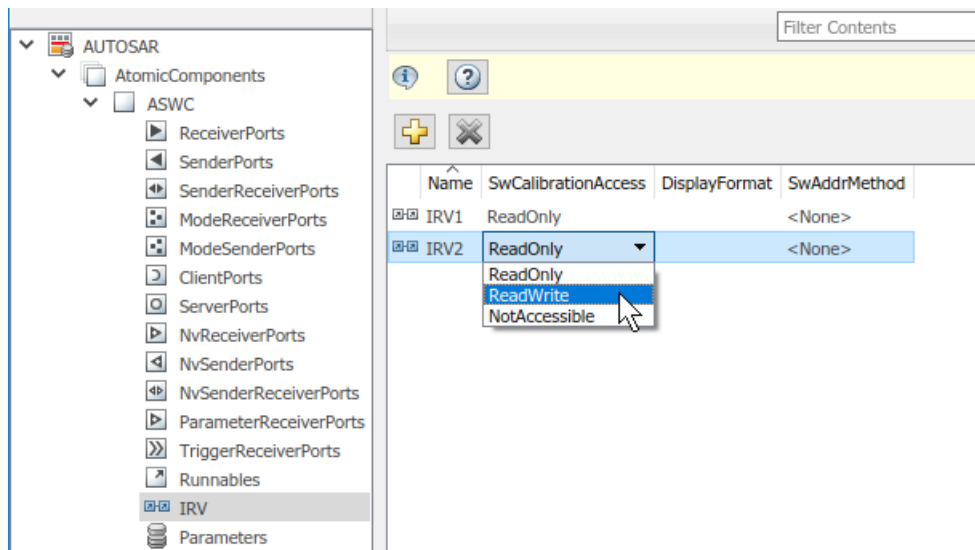 Filter Contents
AUTOSAR
AtomicComponents
ASWC
ReceiverPorts
SenderPorts
SenderReceiverPorts
ModeReceiverPorts
ModeSenderPorts
ClientPorts
ServerPorts
NvReceiverPorts
NvSenderPorts
NvSenderReceiverPorts
ParameterReceiverPorts
TriggerReceiverPorts
Runnables
IRV
Parameters
Name SwCalibrationAccess DisplayFormat SwAddrMethod
IRV1 ReadOnly <None>
IRV2 ReadOnly <None>
ReadOnly
ReadWrite
NotAccessible